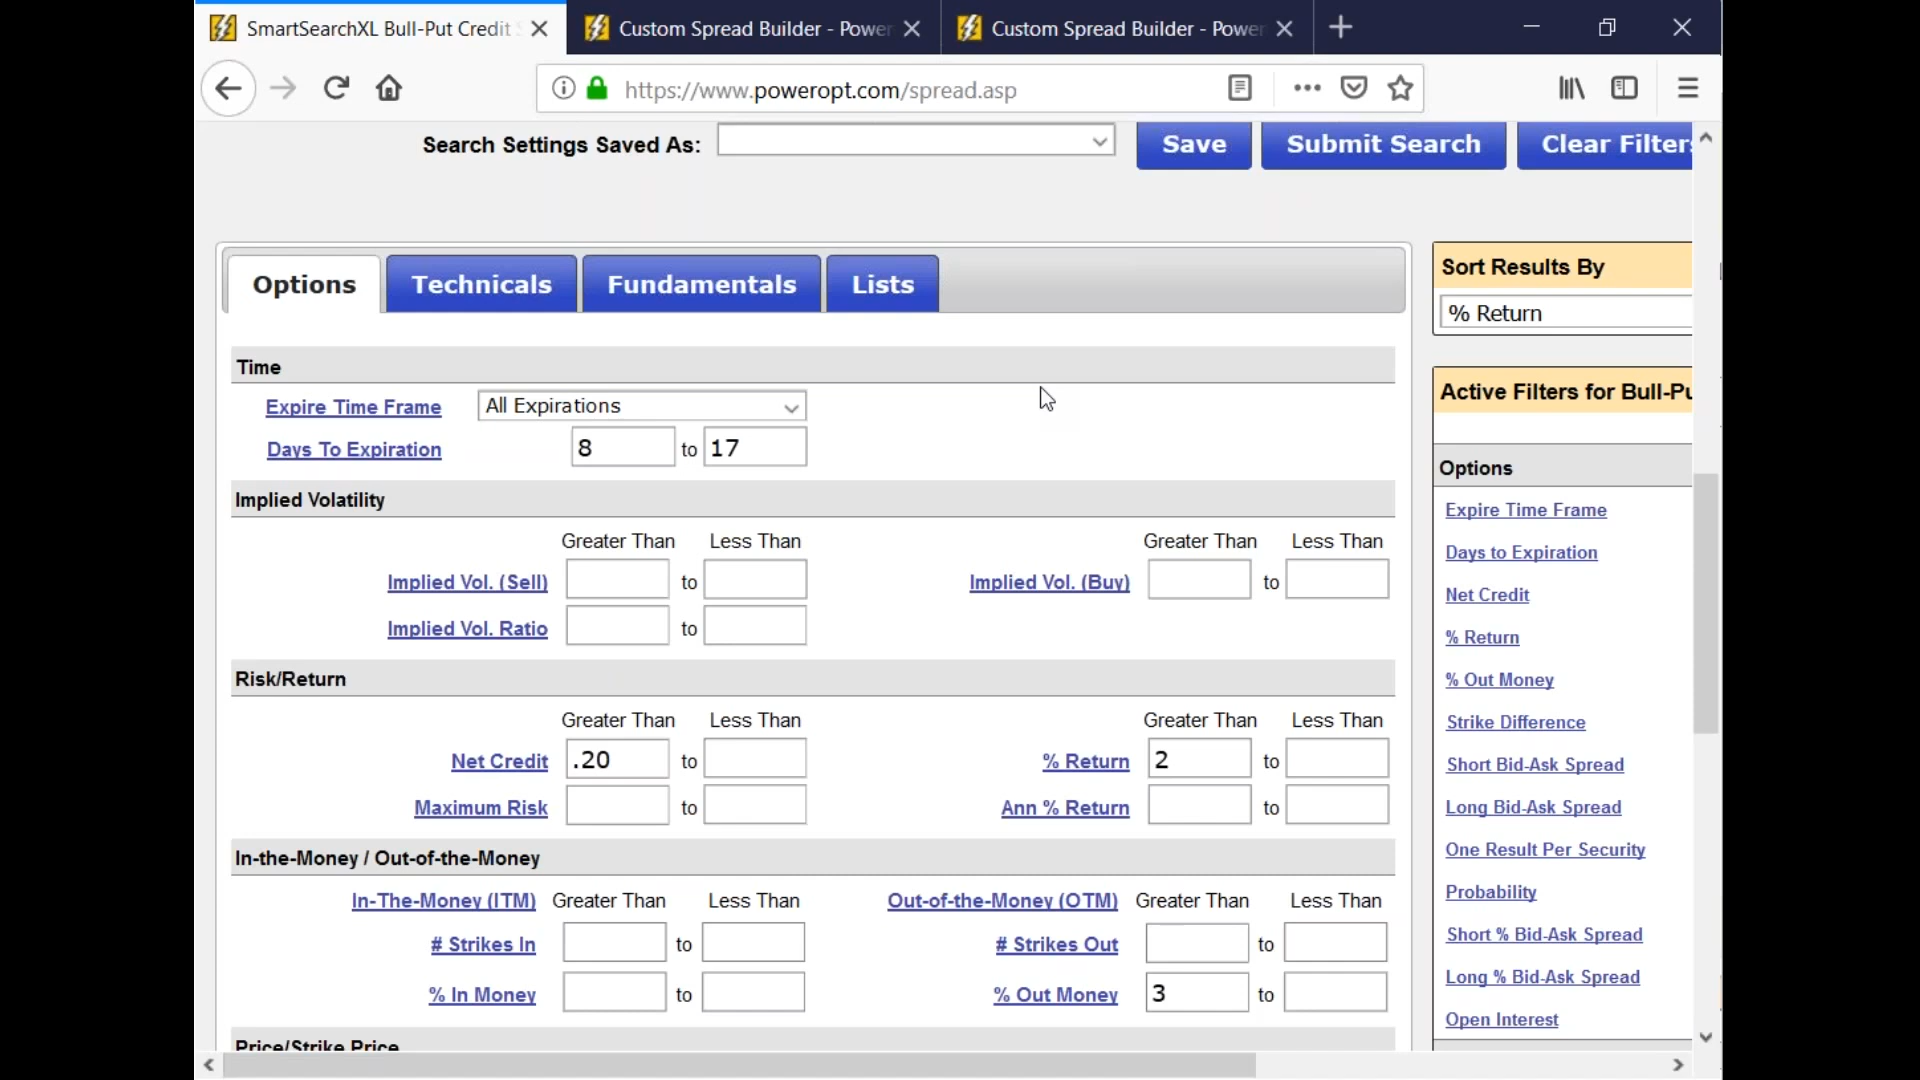 SmartSearchXL Bull-Put Credit S
Custom Spread Builder - Power
Custom Spread Builder - Power
https://www.poweropt.com/spread.asp
Search Settings Saved As:
Save
Submit Search
Clear Filters
Options
Technicals
Fundamentals
Lists
Sort Results By
% Return
Time
Expire Time Frame
All Expirations
Days To Expiration
8 to 17
Active Filters for Bull-Pu
Implied Volatility
Greater Than Less Than Greater Than Less Than
Implied Vol. (Sell) to Implied Vol. (Buy) to
Implied Vol. Ratio to
Risk/Return
Greater Than Less Than Greater Than Less Than
Net Credit .20 to % Return 2 to
Maximum Risk to Ann % Return to
In-the-Money / Out-of-the-Money
In-The-Money (ITM) Greater Than Less Than Out-of-the-Money (OTM) Greater Than Less Than
# Strikes In to # Strikes Out to
% In Money to % Out Money 3 to
Price/Strike Price
Options
Expire Time Frame
Days to Expiration
Net Credit
% Return
% Out Money
Strike Difference
Short Bid-Ask Spread
Long Bid-Ask Spread
One Result Per Security
Probability
Short % Bid-Ask Spread
Long % Bid-Ask Spread
Open Interest